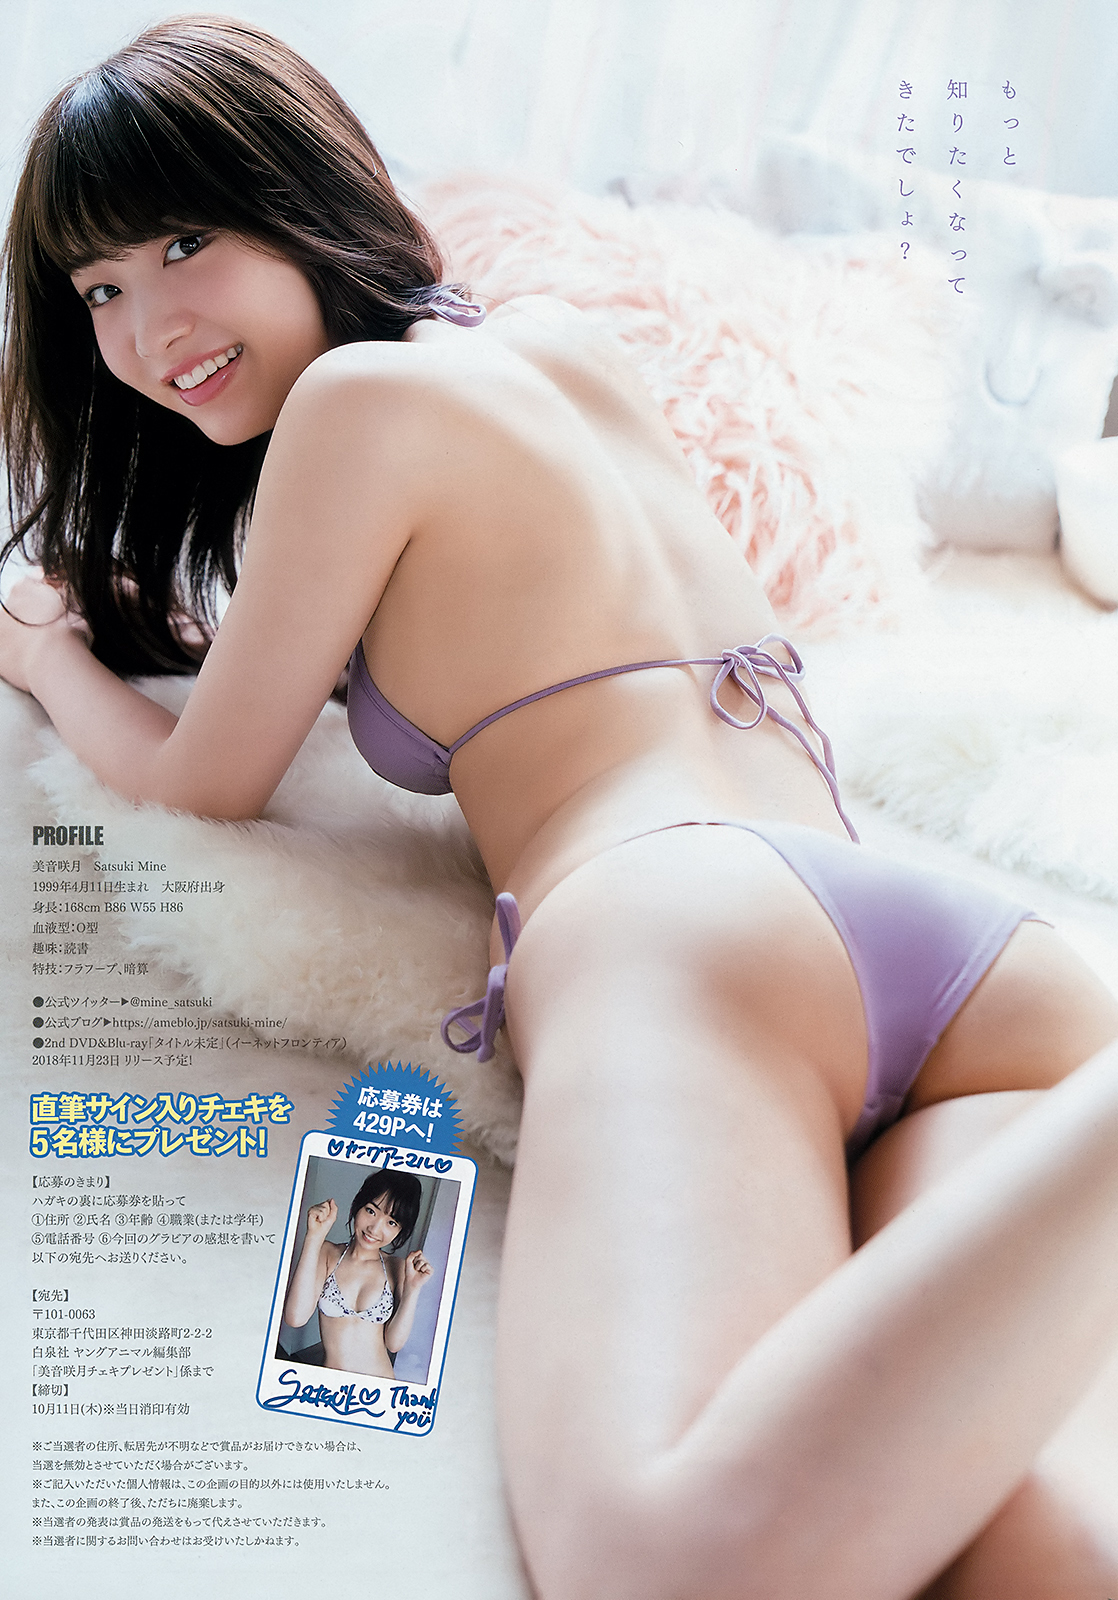 もっと
知りたくなって
きたでしょ？
PROFILE
美音咲月　Satsuki Mine
1999年4月11日生まれ　大阪府出身
身長：168cm B86 W55 H86
血液型：O型
趣味：読書
特技：フラフープ、暗算
●公式ツイッター▶@mine_satsuki
●公式ブログ▶https://ameblo.jp/satsuki-mine/
●2nd DVD&Blu-ray「タイトル未定」（イーネットフロンティア）
2018年11月23日 リリース予定！
直筆サイン入りチェキを
5名様にプレゼント！
応募券は
429Pへ！
♡ヤングアニマル♡
Thank
you
【応募のきまり】
ハガキの裏に応募券を貼って
①住所 ②氏名 ③年齢 ④職業(または学年)
⑤電話番号 ⑥今回のグラビアの感想を書いて
以下の宛先へお送りください。
【宛先】
〒101-0063
東京都千代田区神田淡路町2-2-2
白泉社 ヤングアニマル編集部
「美音咲月チェキプレゼント」係まで
【締切】
10月11日(木)※当日消印有効
※ご当選者の住所、転居先が不明などで賞品がお届けできない場合は、
当選を無効とさせていただく場合がございます。
※ご記入いただいた個人情報は、この企画の目的以外には使用いたしません。
また、この企画の終了後、ただちに廃棄します。
※当選者の発表は賞品の発送をもって代えさせていただきます。
※当選者に関するお問い合わせはお受けいたしかねます。